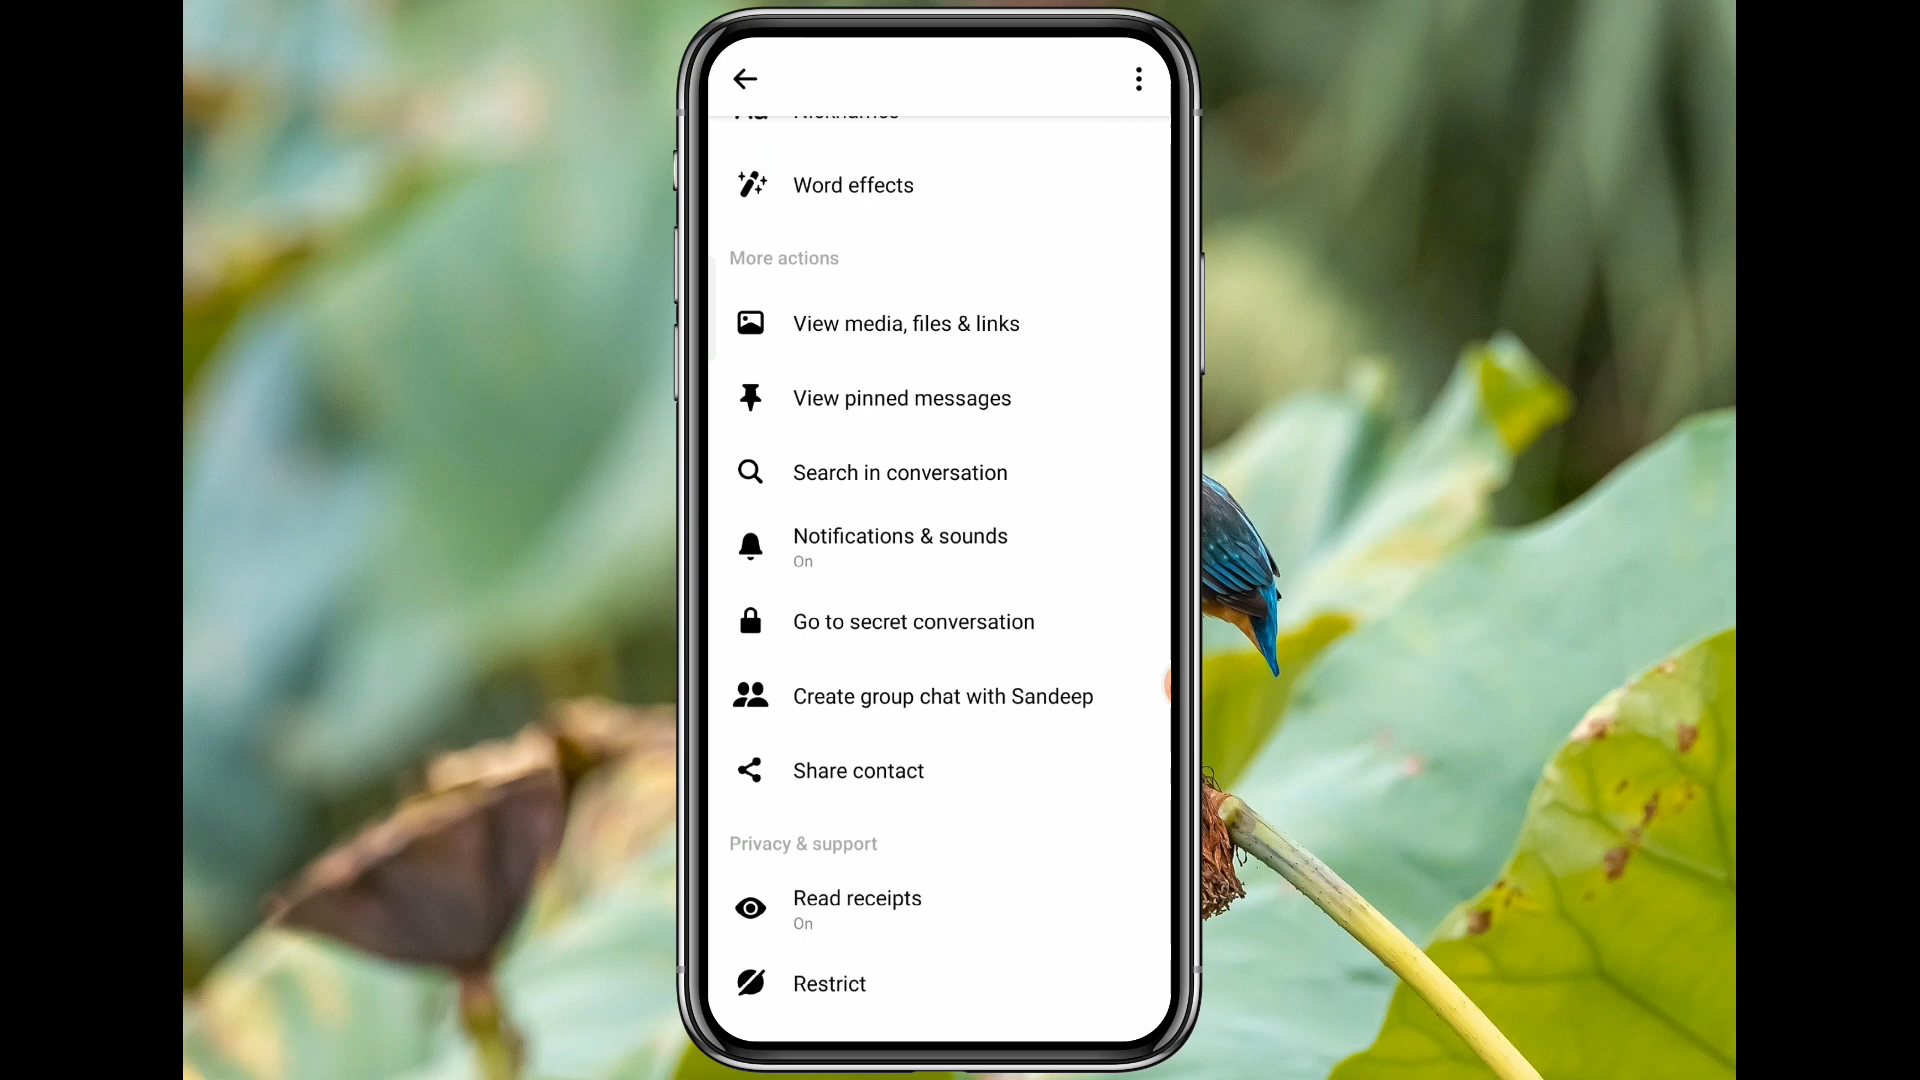 Nicknames
Word effects
More actions
View media, files & links
View pinned messages
Search in conversation
Notifications & sounds
On
Go to secret conversation
Create group chat with Sandeep
Share contact
Privacy & support
Read receipts
On
Restrict